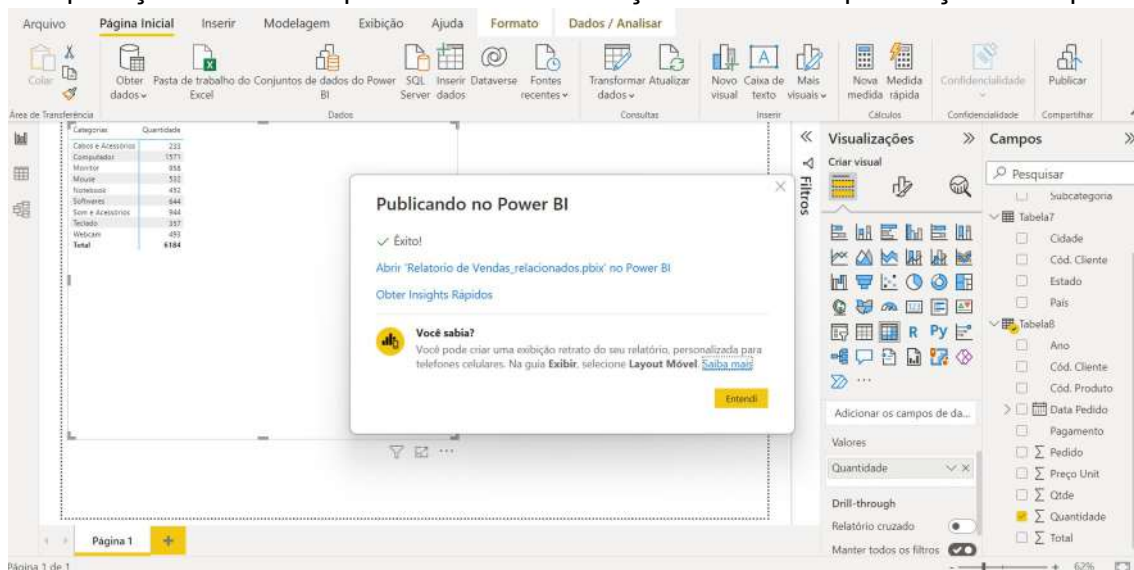 Arquivo Página Inicial Inserir Modelagem Exibição Ajuda Formato Dados / Analisar
Colar
Obter dados
Pasta de trabalho do Excel
Conjuntos de dados do Power BI
SQL Server
Inserir dados
Dataverse
Fontes recentes
Transformar dados
Atualizar
Novo visual
Caixa de texto
Mais visuais
Nova medida
Medida rápida
Confidencialidade
Publicar
Área de Transferência Dados Consultas Inserir Cálculos Confidencialidade Compartilhar
Categorias Quantidade
Cabos e Acessórios 233
Computador 1571
Monitor 958
Mouse 532
Notebook 452
Softwares 644
Som e Acessórios 944
Teclado 357
Webcam 493
Total 6184
Publicando no Power BI
Êxito!
Abrir 'Relatorio de Vendas_relacionados.pbix' no Power BI
Obter Insights Rápidos
Você sabia?
Você pode criar uma exibição retrato do seu relatório, personalizada para
telefones celulares. Na guia Exibir, selecione Layout Móvel. Saiba mais
Entendi
Filtros
Visualizações
Criar visual
R Py
123
Adicionar os campos de da...
Valores
Quantidade
Drill-through
Relatório cruzado
Manter todos os filtros
Campos
Pesquisar
Subcategoria
Tabela7
Cidade
Cód. Cliente
Estado
País
Tabela8
Ano
Cód. Cliente
Cód. Produto
Data Pedido
Pagamento
Pedido
Preço Unit
Qtde
Quantidade
Total
Página 1
Página 1 de 1
62%